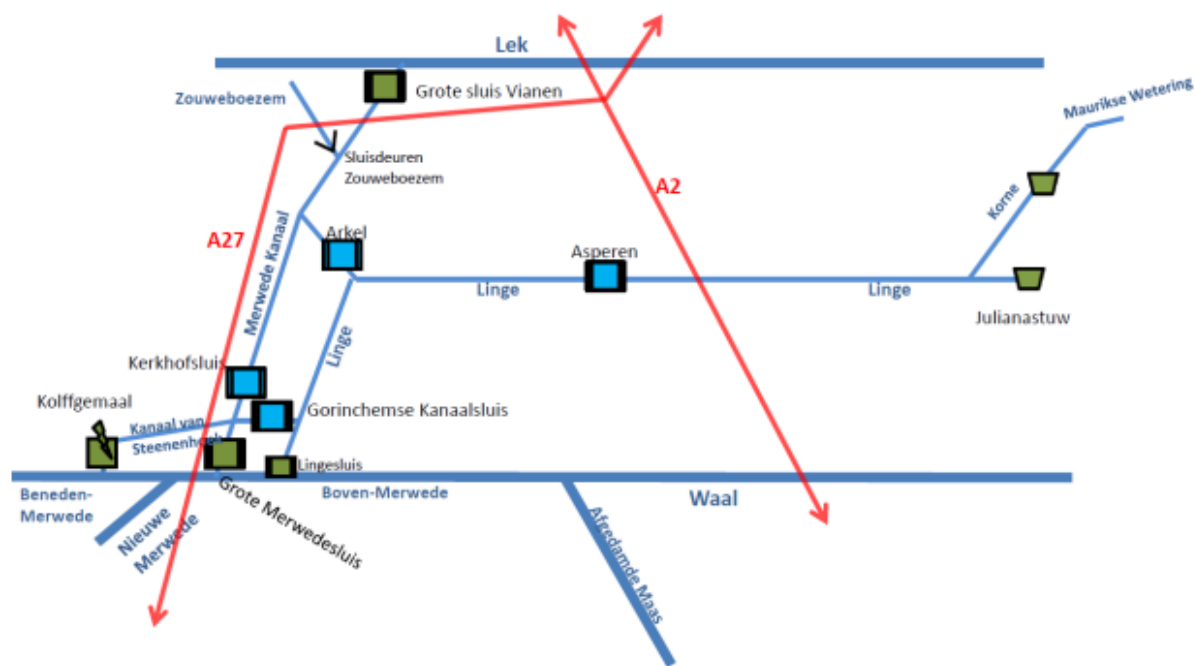 Lek
Zouweboezem
Grote sluis Vianen
Maurikse Wetering
Sluisdeuren
Zouweboezem
A2
Korne
A27
Merwede Kanaal
Arkel
Asperen
Linge
Linge
Julianastuw
Linge
Kerkhofsluis
Kolffgemaal
Gorinchemse Kanaalsluis
Kanaal van
Steenenhoek
Lingesluis
Beneden-
Merwede
Nieuwe
Merwede
Grote Merwedesluis
Boven-Merwede
Waal
Afgedamde Maas